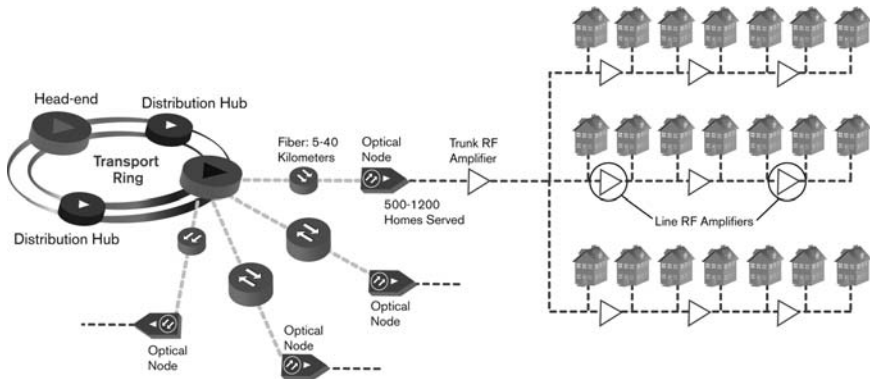 Head-end
Distribution Hub
Transport
Ring
Distribution Hub
Fiber: 5-40
Kilometers
Optical
Node
500-1200
Homes Served
Trunk RF
Amplifier
Line RF Amplifiers
Optical
Node
Optical
Node
Optical
Node